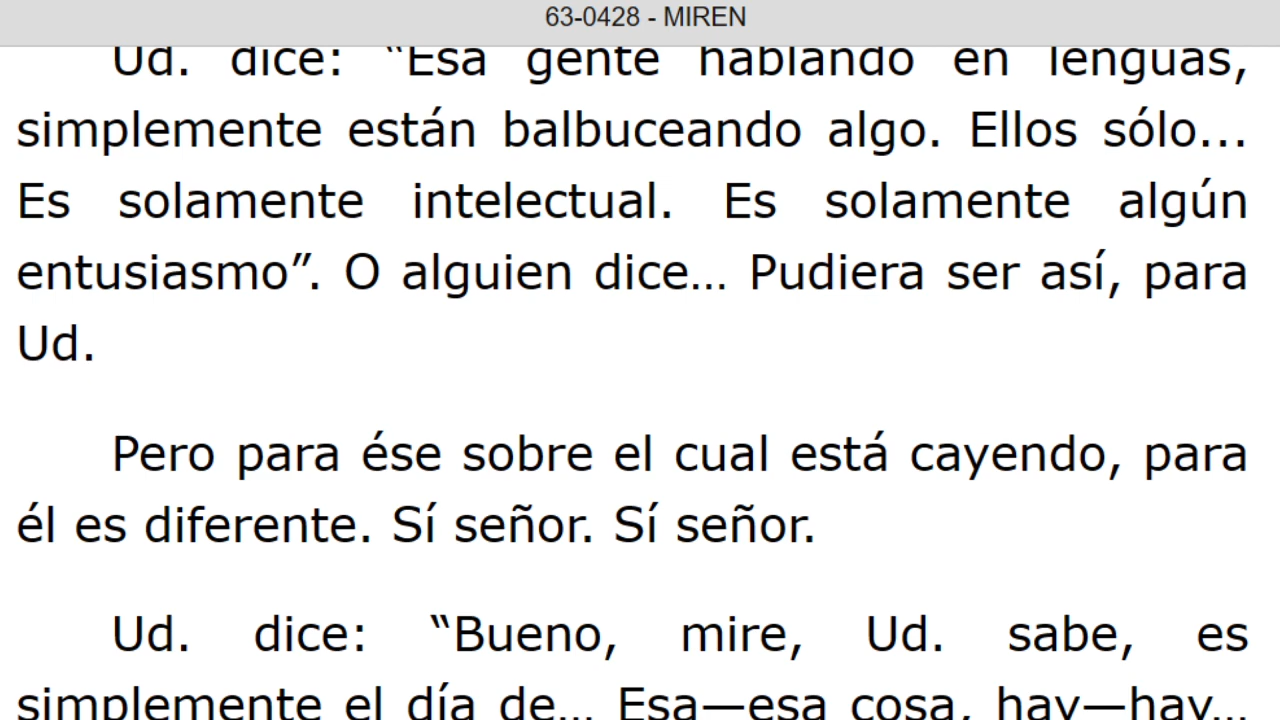 63-0428 - MIREN
Ud. dice: “Esa gente hablando en lenguas,
simplemente están balbuceando algo. Ellos sólo…
Es solamente intelectual. Es solamente algún
entusiasmo”. O alguien dice… Pudiera ser así, para
Ud.
Pero para ése sobre el cual está cayendo, para
él es diferente. Sí señor. Sí señor.
Ud. dice: “Bueno, mire, Ud. sabe, es
simplemente el día de… Esa—esa cosa, hay—hay…